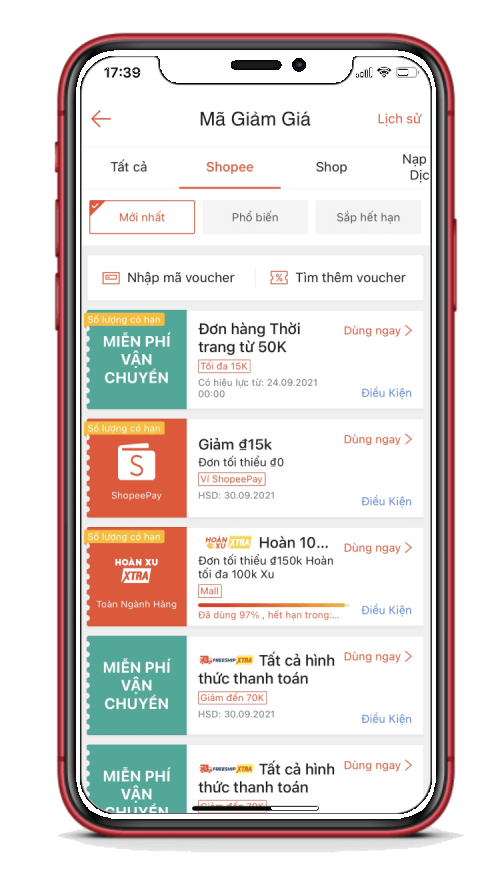 17:39
Mã Giảm Giá
Lịch sử
Tất cả
Shopee
Shop
Nạp
Dịc
Mới nhất
Phổ biến
Sắp hết hạn
Nhập mã voucher
Tìm thêm voucher
Số lượng có hạn
MIỄN PHÍ
VẬN
CHUYỂN
Đơn hàng Thời
trang từ 50K
Tối đa 15K
Có hiệu lực từ: 24.09.2021
00:00
Dùng ngay >
Điều Kiện
Số lượng có hạn
S
ShopeePay
Giảm ₫15k
Đơn tối thiểu ₫0
Ví ShopeePay
HSD: 30.09.2021
Dùng ngay >
Điều Kiện
Số lượng có hạn
HOÀN XU
XTRA
Toàn Ngành Hàng
HOÀN XU XTRA Hoàn 10...
Đơn tối thiểu ₫150k Hoàn
tối đa 100k Xu
Mall
Đã dùng 97% , hết hạn trong:...
Dùng ngay >
Điều Kiện
MIỄN PHÍ
VẬN
CHUYỂN
FREESHIP XTRA Tất cả hình
thức thanh toán
Giảm đến 70K
HSD: 30.09.2021
Dùng ngay >
Điều Kiện
MIỄN PHÍ
VẬN
CHUYỂN
FREESHIP XTRA Tất cả hình
thức thanh toán
Giảm đến 70K
Dùng ngay >